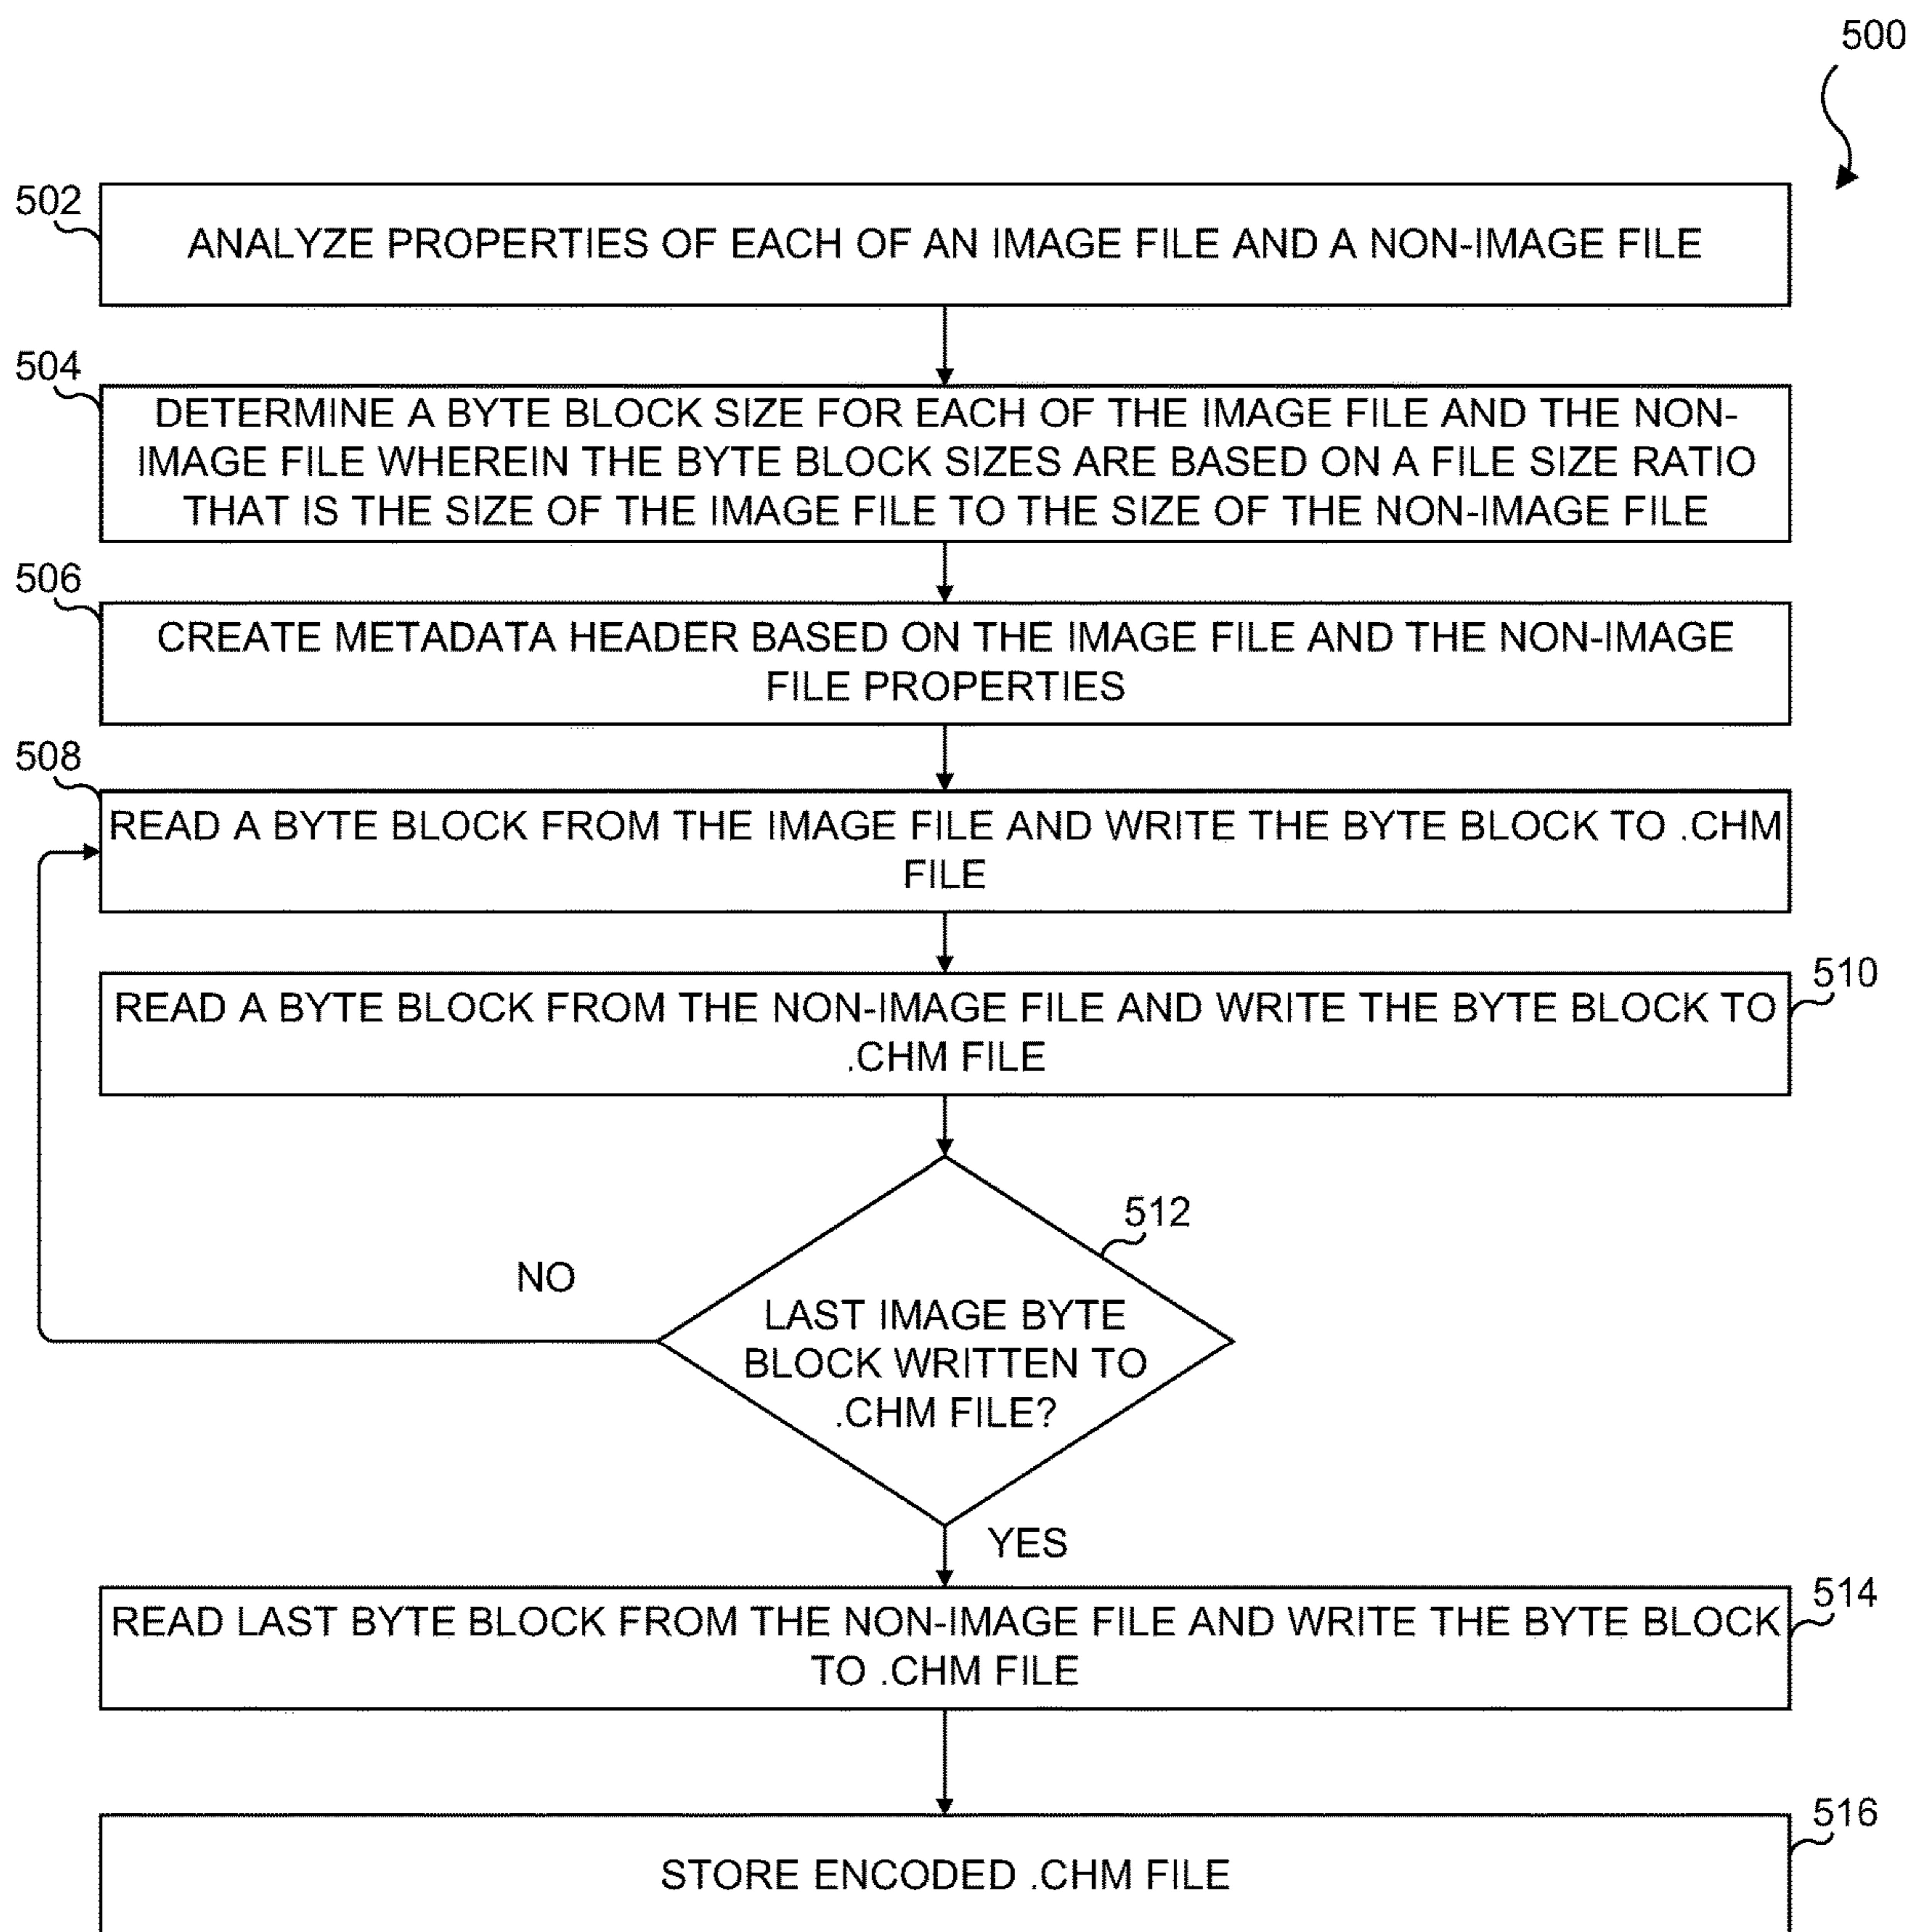 500
502
ANALYZE PROPERTIES OF EACH OF AN IMAGE FILE AND A NON-IMAGE FILE
504
DETERMINE A BYTE BLOCK SIZE FOR EACH OF THE IMAGE FILE AND THE NON-
IMAGE FILE WHEREIN THE BYTE BLOCK SIZES ARE BASED ON A FILE SIZE RATIO
THAT IS THE SIZE OF THE IMAGE FILE TO THE SIZE OF THE NON-IMAGE FILE
506
CREATE METADATA HEADER BASED ON THE IMAGE FILE AND THE NON-IMAGE
FILE PROPERTIES
508
READ A BYTE BLOCK FROM THE IMAGE FILE AND WRITE THE BYTE BLOCK TO .CHM
FILE
510
READ A BYTE BLOCK FROM THE NON-IMAGE FILE AND WRITE THE BYTE BLOCK TO
.CHM FILE
512
NO
LAST IMAGE BYTE
BLOCK WRITTEN TO
.CHM FILE?
YES
514
READ LAST BYTE BLOCK FROM THE NON-IMAGE FILE AND WRITE THE BYTE BLOCK
TO .CHM FILE
516
STORE ENCODED .CHM FILE